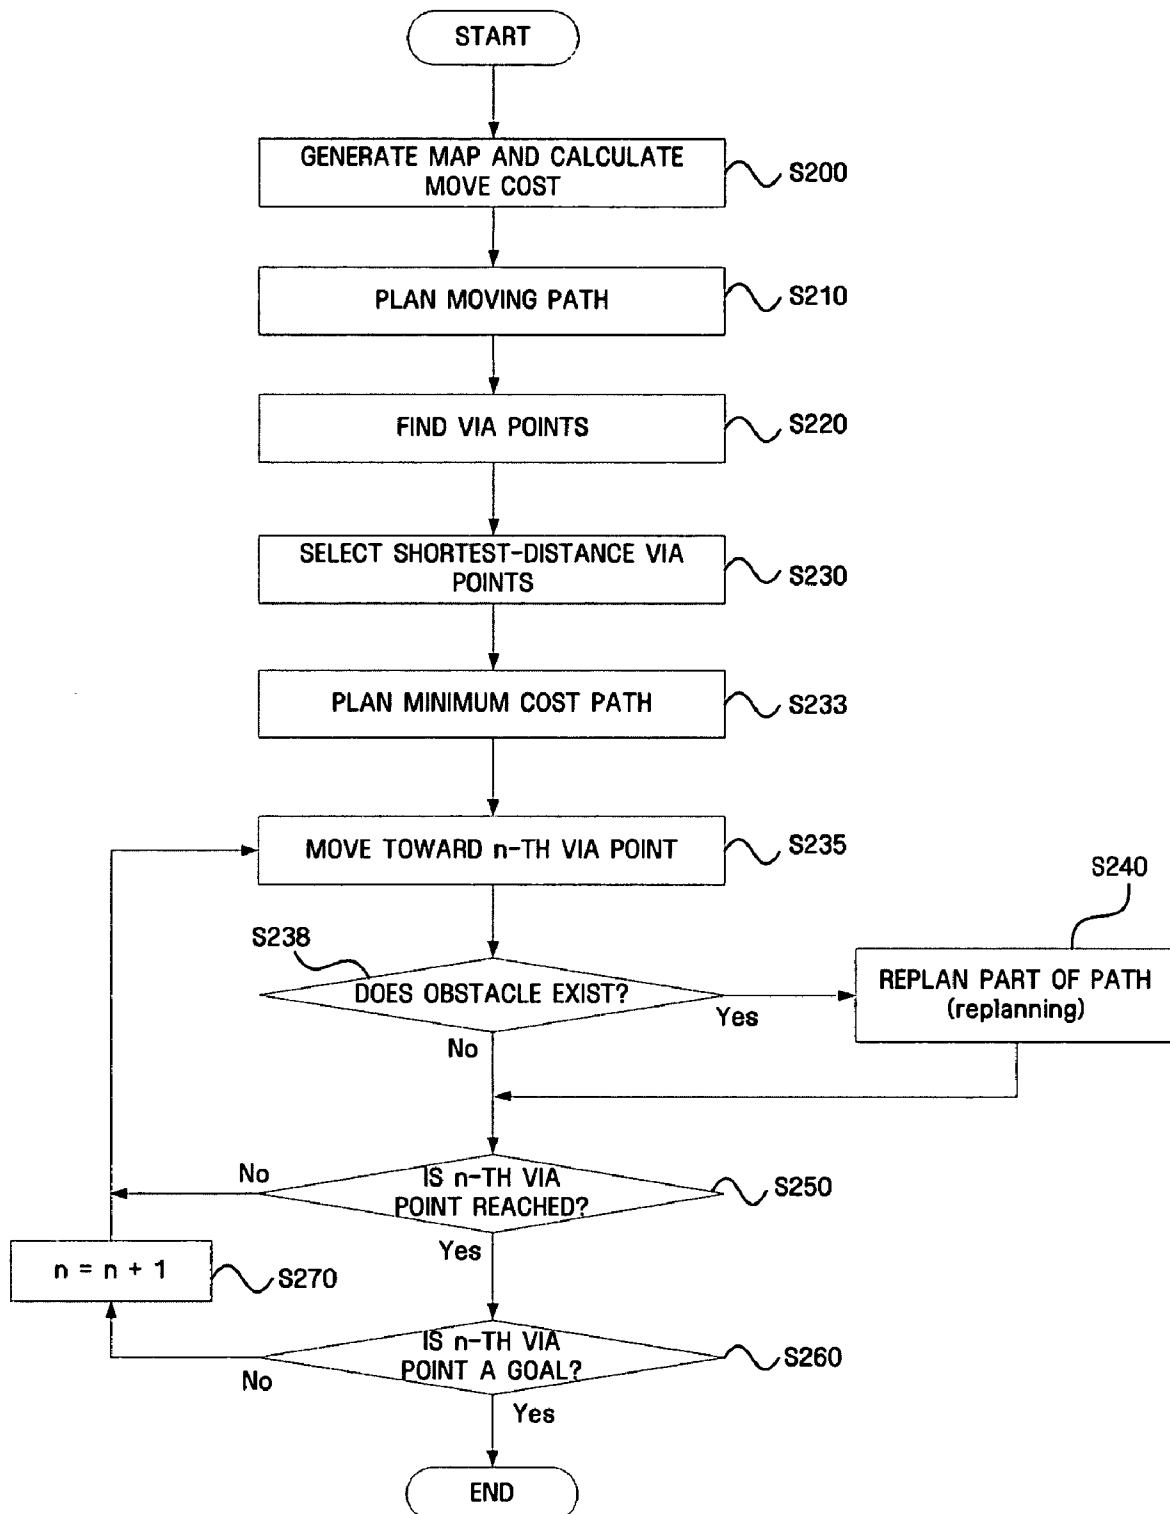 START
GENERATE MAP AND CALCULATE
MOVE COST
S200
PLAN MOVING PATH
S210
FIND VIA POINTS
S220
SELECT SHORTEST-DISTANCE VIA
POINTS
S230
PLAN MINIMUM COST PATH
S233
MOVE TOWARD n-TH VIA POINT
S235
S240
S238
DOES OBSTACLE EXIST?
Yes
No
REPLAN PART OF PATH
(replanning)
No
IS n-TH VIA
POINT REACHED?
S250
Yes
n = n + 1
S270
IS n-TH VIA
POINT A GOAL?
S260
No
Yes
END